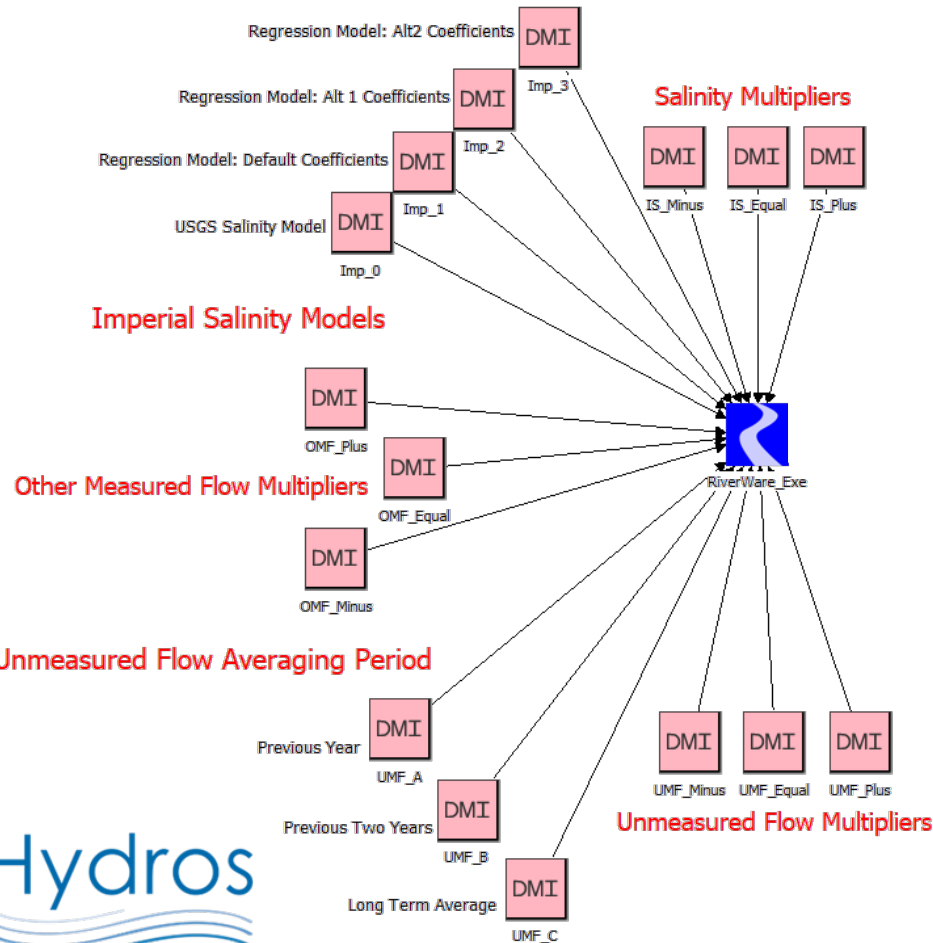 Regression Model: Alt2 Coefficients
DMI
Imp_3
Regression Model: Alt 1 Coefficients
DMI
Imp_2
Regression Model: Default Coefficients
DMI
Imp_1
USGS Salinity Model
DMI
Imp_0
Imperial Salinity Models
Salinity Multipliers
DMI DMI DMI
IS_Minus IS_Equal IS_Plus
DMI
OMF_Plus
DMI
Other Measured Flow Multipliers
OMF_Equal
DMI
OMF_Minus
RiverWare_Exe
Unmeasured Flow Averaging Period
DMI
Previous Year
UMF_A
DMI
Previous Two Years
UMF_B
DMI
Long Term Average
UMF_C
DMI DMI DMI
UMF_Minus UMF_Equal UMF_Plus
Unmeasured Flow Multipliers
Hydros